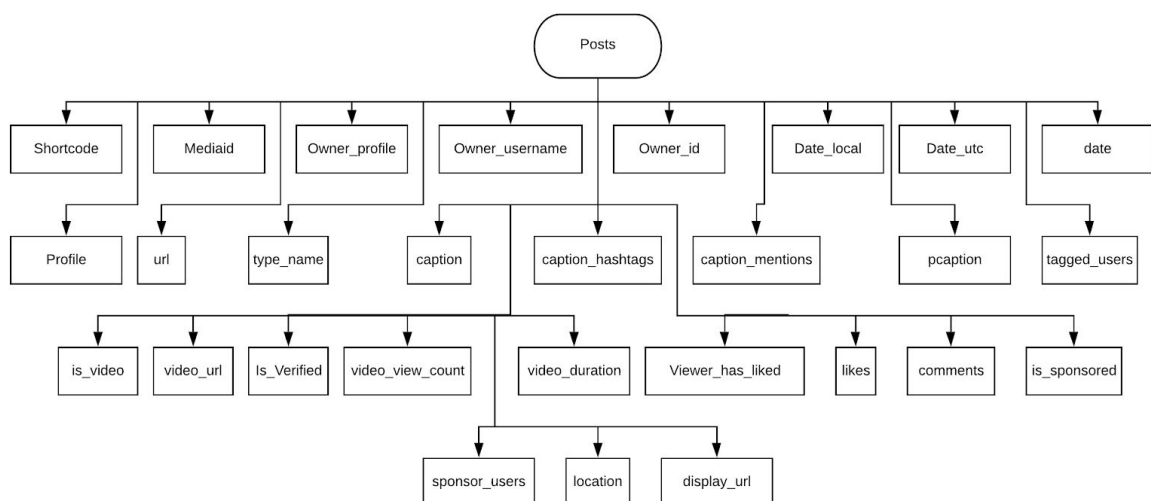 Posts
Shortcode
Mediaid
Owner_profile
Owner_username
Owner_id
Date_local
Date_utc
date
Profile
url
type_name
caption
caption_hashtags
caption_mentions
pcaption
tagged_users
is_video
video_url
Is_Verified
video_view_count
video_duration
Viewer_has_liked
likes
comments
is_sponsored
sponsor_users
location
display_url